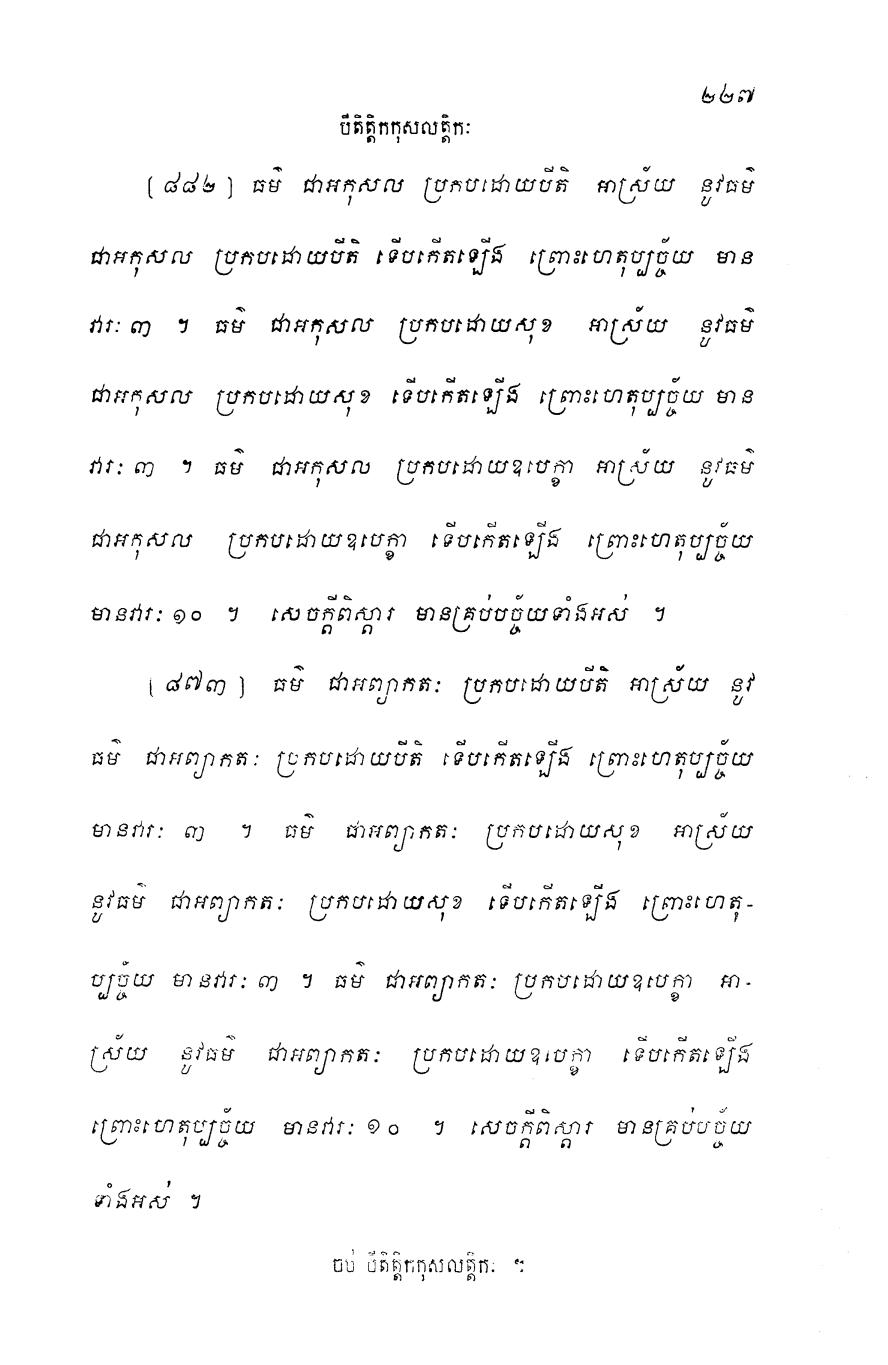 ២២៧
បីតិត្តិកកុសលត្តិកៈ
[៨៨២] ធម៌ ជាអកុសល ប្រកបដោយបីតិ អាស្រ័យ នូវធម៌
ជាអកុសល ប្រកបដោយបីតិ ទើបកើតឡើង ព្រោះហេតុប្បច្ច័យ មាន
វារៈ ៣ ។ ធម៌ ជាអកុសល ប្រកបដោយសុខ អាស្រ័យ នូវធម៌
ជាអកុសល ប្រកបដោយសុខ ទើបកើតឡើង ព្រោះហេតុប្បច្ច័យ មាន
វារៈ ៣ ។ ធម៌ ជាអកុសល ប្រកបដោយឧបេក្ខា អាស្រ័យ នូវធម៌
ជាអកុសល ប្រកបដោយឧបេក្ខា ទើបកើតឡើង ព្រោះហេតុប្បច្ច័យ
មានវារៈ ១០ ។ សេចក្តីពិស្តារ មានគ្រប់បច្ច័យទាំងអស់ ។
[៨៧៣] ធម៌ ជាអព្យាកតៈ ប្រកបដោយបីតិ អាស្រ័យ នូវ
ធម៌ ជាអព្យាកតៈ ប្រកបដោយបីតិ ទើបកើតឡើង ព្រោះហេតុប្បច្ច័យ
មានវារៈ ៣ ។ ធម៌ ជាអព្យាកតៈ ប្រកបដោយសុខ អាស្រ័យ
នូវធម៌ ជាអព្យាកតៈ ប្រកបដោយសុខ ទើបកើតឡើង ព្រោះហេតុ-
ប្បច្ច័យ មានវារៈ ៣ ។ ធម៌ ជាអព្យាកតៈ ប្រកបដោយឧបេក្ខា អា-
ស្រ័យ នូវធម៌ ជាអព្យាកតៈ ប្រកបដោយឧបេក្ខា ទើបកើតឡើង
ព្រោះហេតុប្បច្ច័យ មានវារៈ ១០ ។ សេចក្តីពិស្តារ មានគ្រប់បច្ច័យ
ទាំងអស់ ។
ចប់ បីតិត្តិកកុសលត្តិកៈ ។